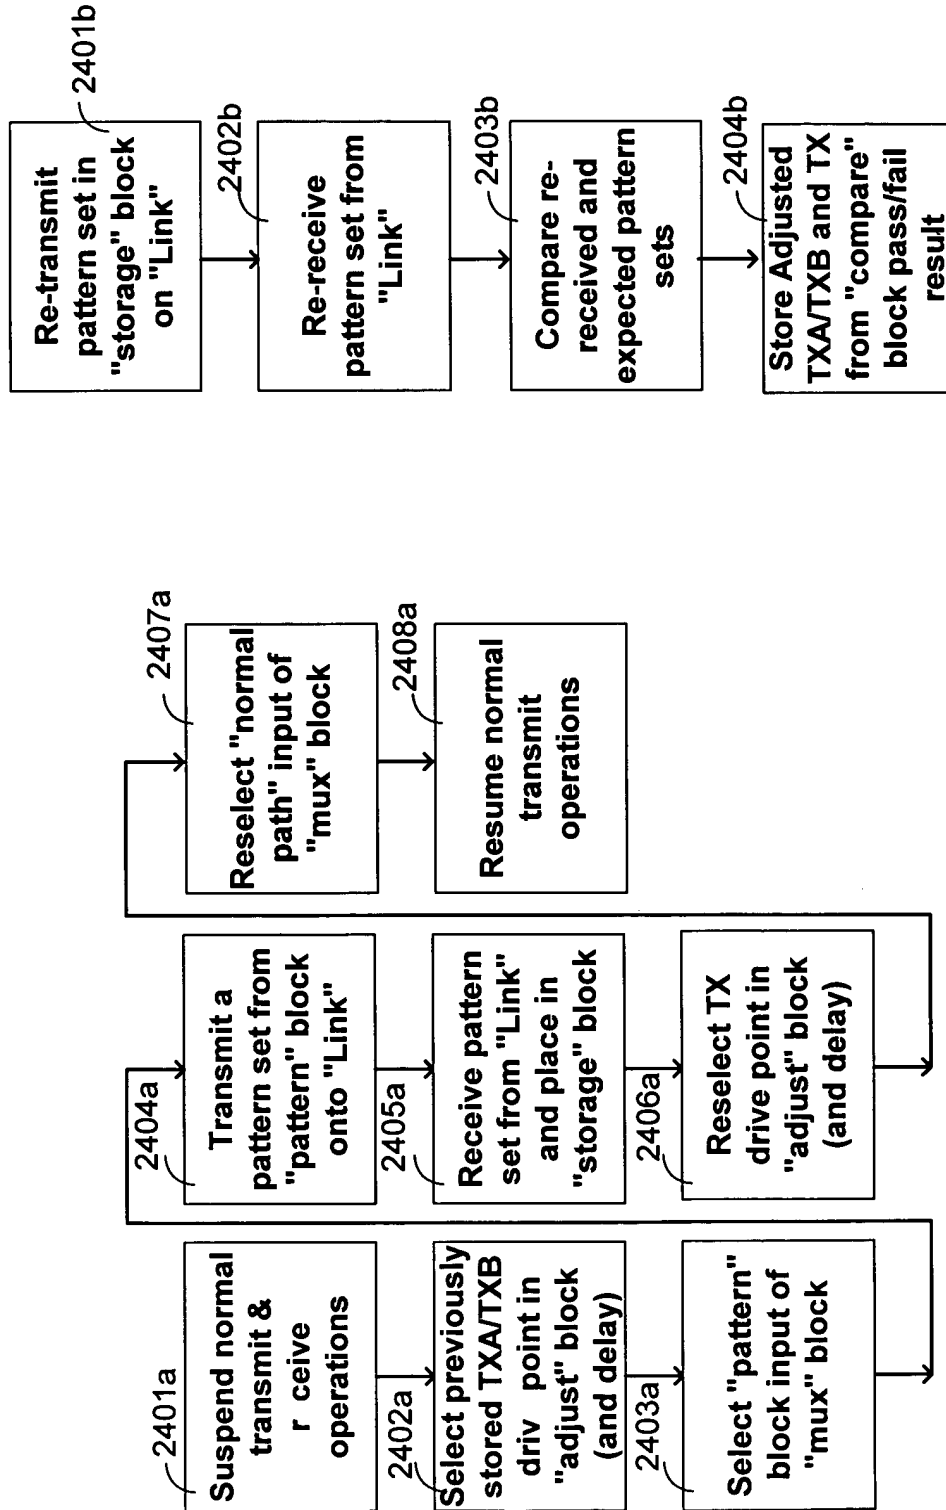 2401a
Suspend normal
transmit &
r ceive
operations
2402a
Select previously
stored TXA/TXB
driv point in
"adjust" block
(and delay)
2403a
Select "pattern"
block input of
"mux" block
2404a
Transmit a
pattern set from
"pattern" block
onto "Link"
2405a
Receive pattern
set from "Link"
and place in
"storage" block
2406a
Reselect TX
drive point in
"adjust" block
(and delay)
2407a
Reselect "normal
path" input of
"mux" block
2408a
Resume normal
transmit
operations
2401b
Re-transmit
pattern set in
"storage" block
on "Link"
2402b
Re-receive
pattern set from
"Link"
2403b
Compare re-
received and
expected pattern
sets
2404b
Store Adjusted
TXA/TXB and TX
from "compare"
block pass/fail
result